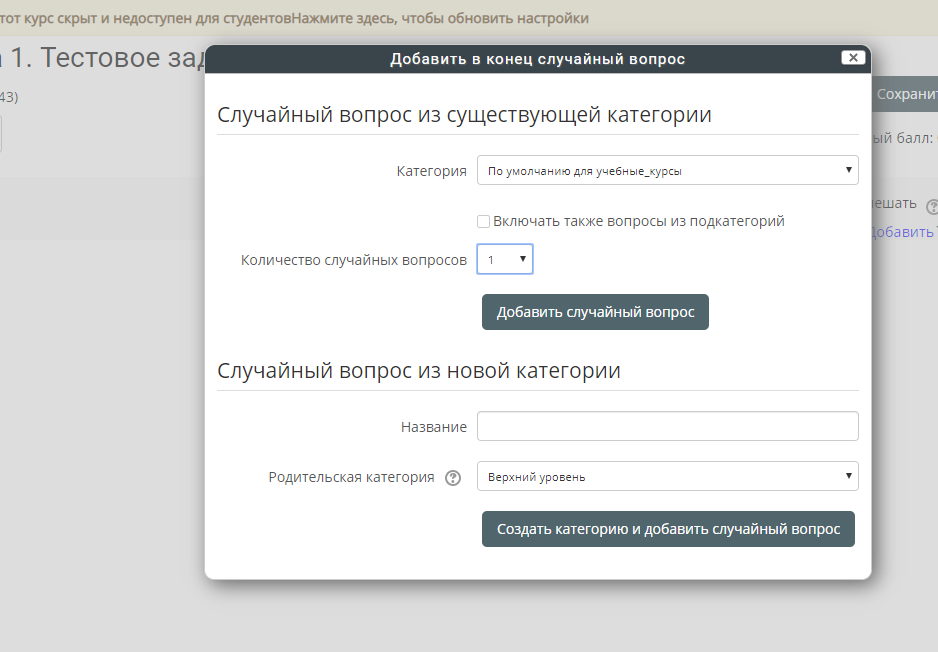 тот курс скрыт и недоступен для студентовНажмите здесь, чтобы обновить настройки
1. Тестовое зад
43)
Добавить в конец случайный вопрос
Случайный вопрос из существующей категории
Категория По умолчанию для учебные_курсы
Включать также вопросы из подкатегорий
Количество случайных вопросов 1
Добавить случайный вопрос
Случайный вопрос из новой категории
Название
Родительская категория ? Верхний уровень
Создать категорию и добавить случайный вопрос
Сохранит
ый балл:
ешать ?
Добавить